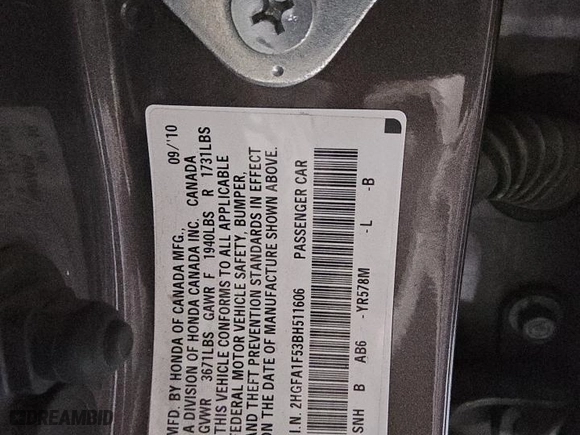 MFD. BY HONDA OF CANADA MFG., 09/'10
A DIVISION OF HONDA CANADA INC. CANADA
GVWR 3671LBS GAWR F 1940LBS R 1731LBS
THIS VEHICLE CONFORMS TO ALL APPLICABLE
FEDERAL MOTOR VEHICLE SAFETY, BUMPER,
AND THEFT PREVENTION STANDARDS IN EFFECT
ON THE DATE OF MANUFACTURE SHOWN ABOVE.
I.N. 2HGFA1F53BH511606 PASSENGER CAR
SNH B AB6 -YR578M -L -B
DREAMBID